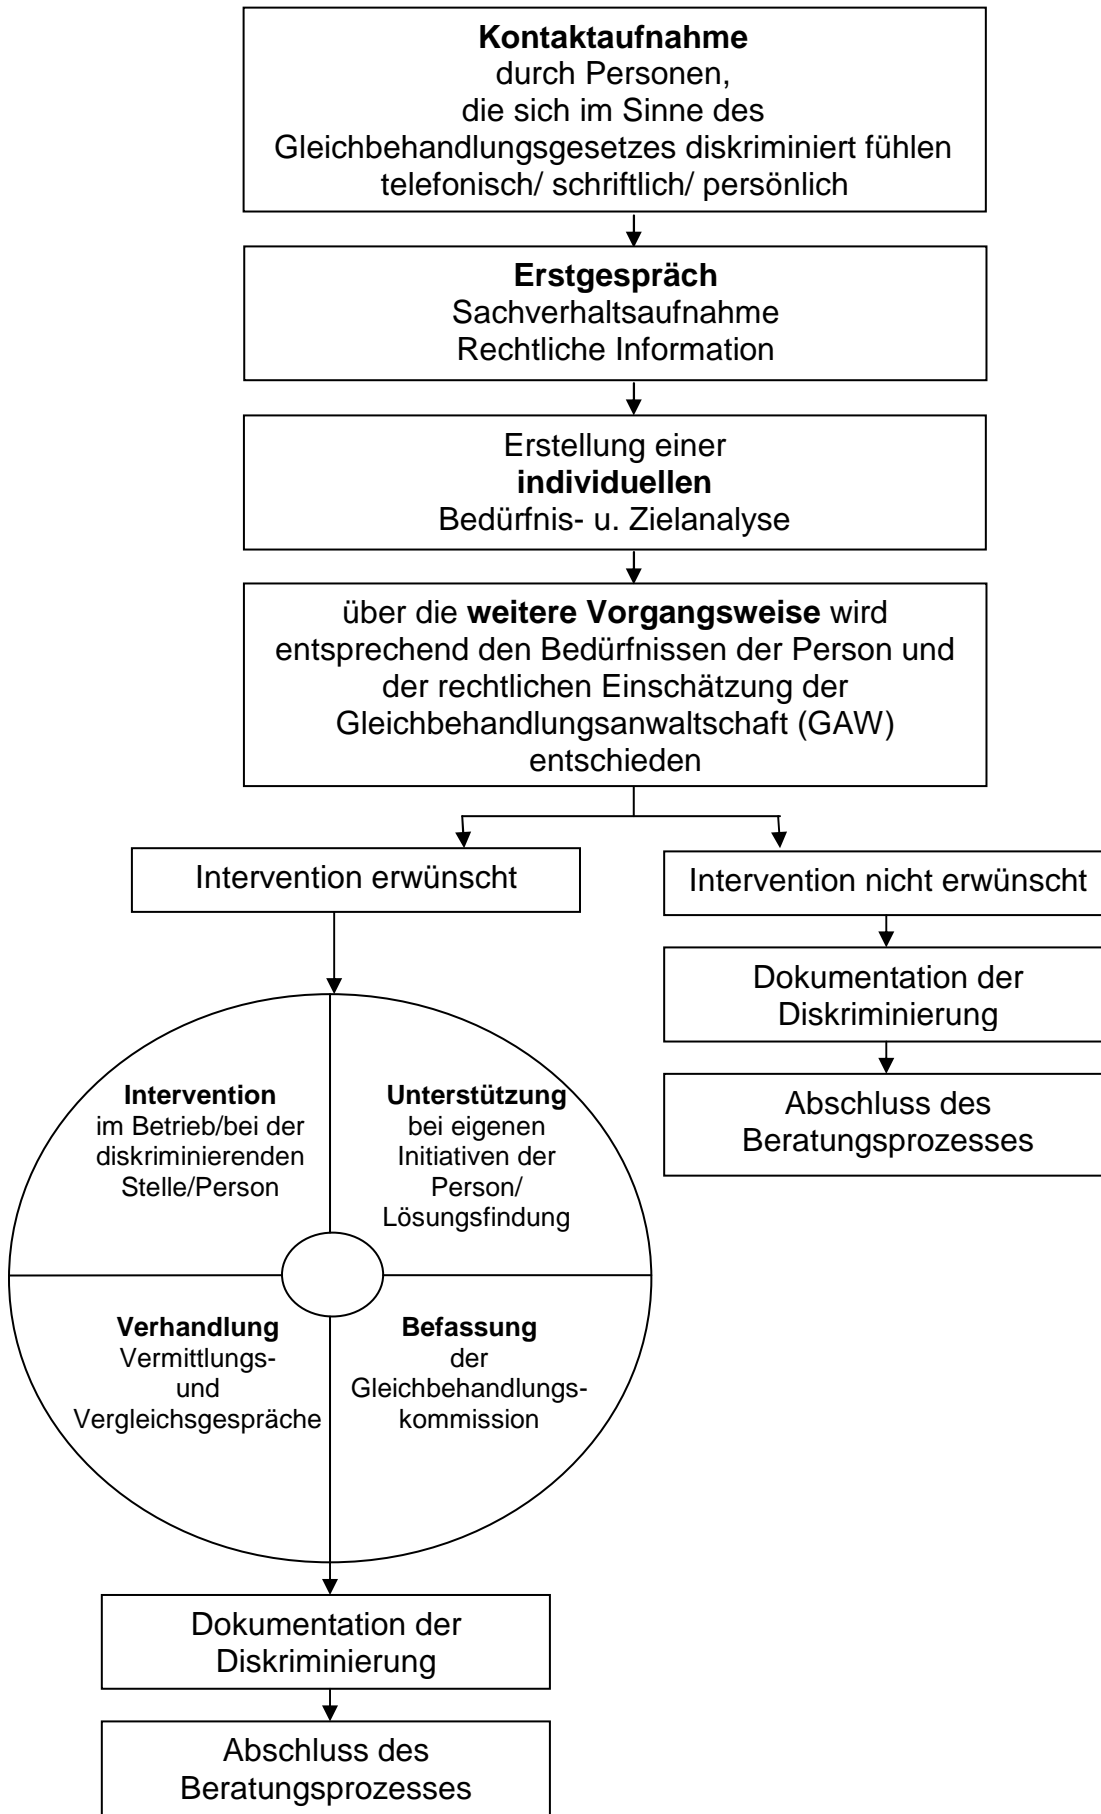 Kontaktaufnahme
durch Personen,
die sich im Sinne des
Gleichbehandlungsgesetzes diskriminiert fühlen
telefonisch/ schriftlich/ persönlich
Erstgespräch
Sachverhaltsaufnahme
Rechtliche Information
Erstellung einer
individuellen
Bedürfnis- u. Zielanalyse
über die weitere Vorgangsweise wird
entsprechend den Bedürfnissen der Person und
der rechtlichen Einschätzung der
Gleichbehandlungsanwaltschaft (GAW)
entschieden
Intervention erwünscht
Intervention nicht erwünscht
Dokumentation der
Diskriminierung
Abschluss des
Beratungsprozesses
Intervention
im Betrieb/bei der
diskriminierenden
Stelle/Person
Unterstützung
bei eigenen
Initiativen der
Person/
Lösungsfindung
Verhandlung
Vermittlungs-
und
Vergleichsgespräche
Befassung
der
Gleichbehandlungs-
kommission
Dokumentation der
Diskriminierung
Abschluss des
Beratungsprozesses